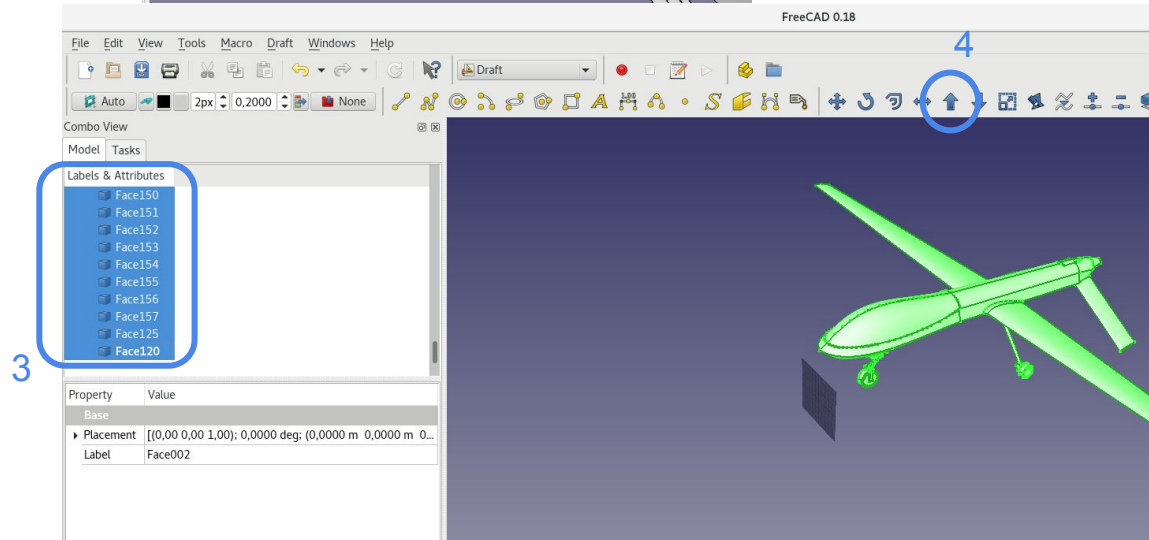 FreeCAD 0.18
File Edit View Tools Macro Draft Windows Help
4
Draft
Auto 2px 0,2000 None
Combo View
Model Tasks
Labels & Attributes
Face150
Face151
Face152
Face153
Face154
Face155
Face156
Face157
Face125
Face120
3
Property Value
Base
Placement [(0,00 0,00 1,00); 0,0000 deg; (0,0000 m 0,0000 m 0...
Label Face002